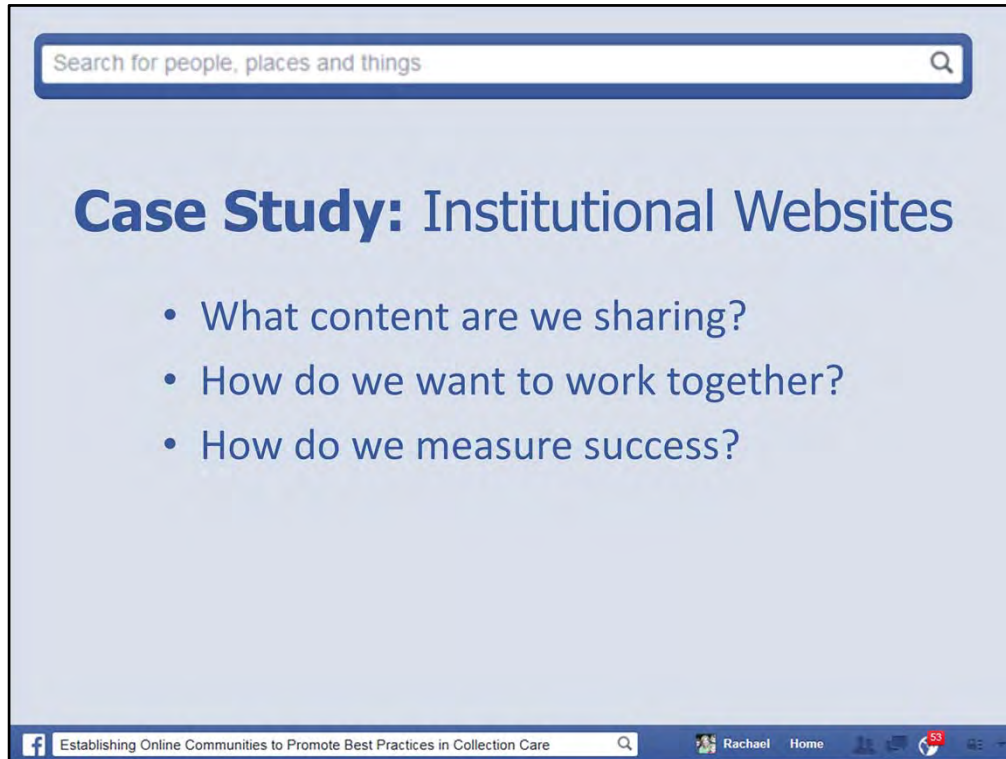 Search for people, places and things
Case Study: Institutional Websites
• What content are we sharing?
• How do we want to work together?
• How do we measure success?
f Establishing Online Communities to Promote Best Practices in Collection Care Rachael Home 53